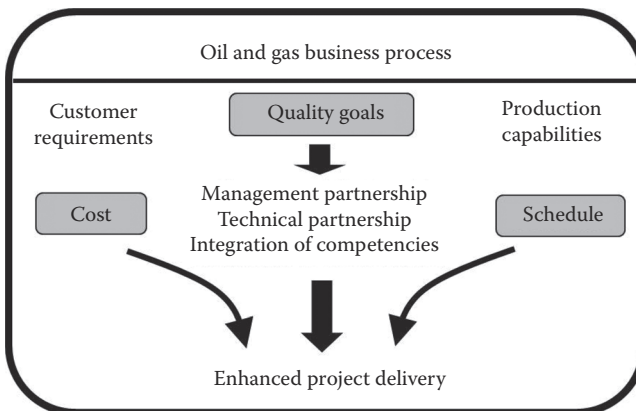 Oil and gas business process
Customer
requirements
Quality goals
Production
capabilities
Cost
Management partnership
Technical partnership
Integration of competencies
Schedule
Enhanced project delivery